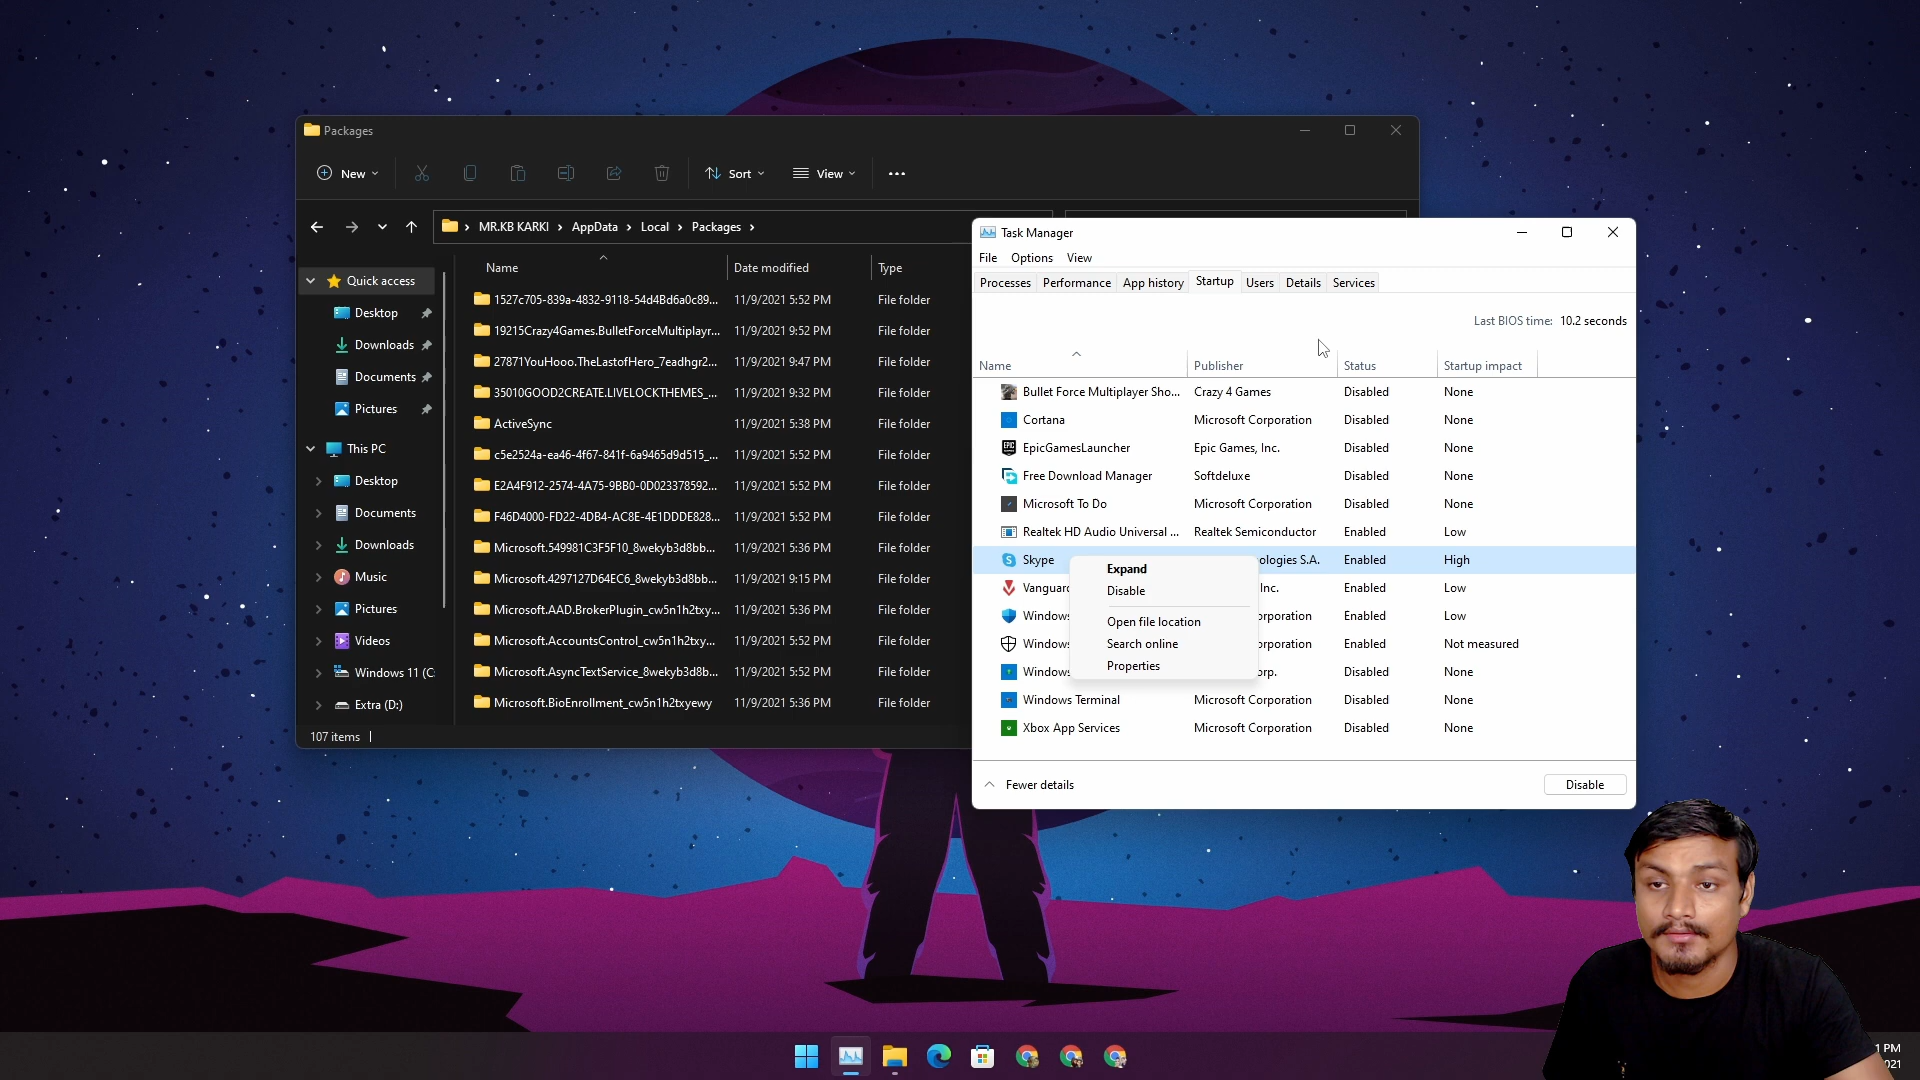 Packages
New
Sort
View
MR.KB KARKI > AppData > Local > Packages >
Name Date modified Type
Quick access
Desktop
Downloads
Documents
Pictures
This PC
Desktop
Documents
Downloads
Music
Pictures
Videos
Windows 11 (C:
Extra (D:)
1527c705-839a-4832-9118-54d4Bd6a0c89... 11/9/2021 5:52 PM File folder
19215Crazy4Games.BulletForceMultiplayr... 11/9/2021 9:52 PM File folder
27871YouHooo.TheLastofHero_7eadhgr2... 11/9/2021 9:47 PM File folder
35010GOOD2CREATE.LIVELOCKTHEMES_... 11/9/2021 9:32 PM File folder
ActiveSync 11/9/2021 5:38 PM File folder
c5e2524a-ea46-4f67-841f-6a9465d9d515_... 11/9/2021 5:52 PM File folder
E2A4F912-2574-4A75-9BB0-0D023378592... 11/9/2021 5:52 PM File folder
F46D4000-FD22-4DB4-AC8E-4E1DDDE828... 11/9/2021 5:52 PM File folder
Microsoft.549981C3F5F10_8wekyb3d8bb... 11/9/2021 5:36 PM File folder
Microsoft.4297127D64EC6_8wekyb3d8bb... 11/9/2021 9:15 PM File folder
Microsoft.AAD.BrokerPlugin_cw5n1h2txy... 11/9/2021 5:36 PM File folder
Microsoft.AccountsControl_cw5n1h2txy... 11/9/2021 5:52 PM File folder
Microsoft.AsyncTextService_8wekyb3d8b... 11/9/2021 5:52 PM File folder
Microsoft.BioEnrollment_cw5n1h2txyewy 11/9/2021 5:36 PM File folder
107 items
Task Manager
File Options View
Processes Performance App history Startup Users Details Services
Last BIOS time: 10.2 seconds
Name Publisher Status Startup impact
Bullet Force Multiplayer Sho... Crazy 4 Games Disabled None
Cortana Microsoft Corporation Disabled None
EpicGamesLauncher Epic Games, Inc. Disabled None
Free Download Manager Softdeluxe Disabled None
Microsoft To Do Microsoft Corporation Disabled None
Realtek HD Audio Universal ... Realtek Semiconductor Enabled Low
Skype ologies S.A. Enabled High
Vanguard Inc. Enabled Low
Windows rporation Enabled Low
Windows rporation Enabled Not measured
Windows rp. Disabled None
Windows Terminal Microsoft Corporation Disabled None
Xbox App Services Microsoft Corporation Disabled None
Expand
Disable
Open file location
Search online
Properties
Fewer details
Disable
1 PM
021